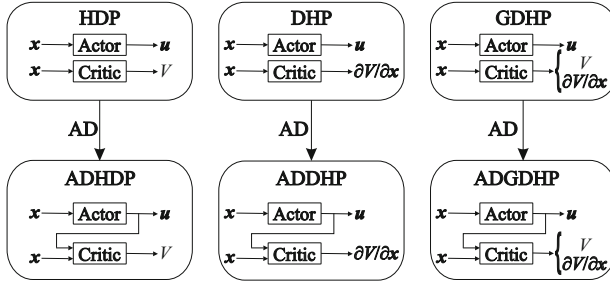 HDP
x Actor u
x Critic V
DHP
x Actor u
x Critic ∂V/∂x
GDHP
x Actor u
x Critic { V
∂V/∂x
AD
AD
AD
ADHDP
x Actor u
x Critic V
ADDHP
x Actor u
x Critic ∂V/∂x
ADGDHP
x Actor u
x Critic { V
∂V/∂x